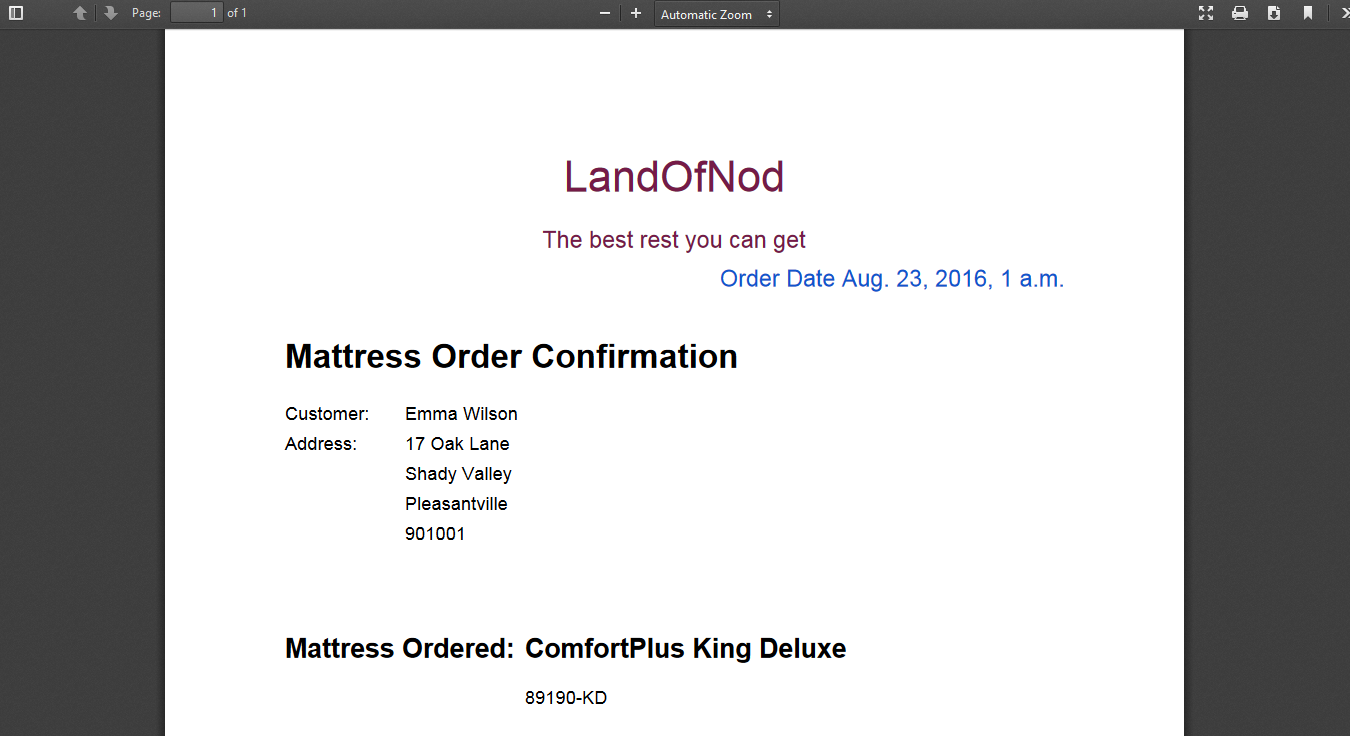 Page: 1 of 1 Automatic Zoom
LandOfNod
The best rest you can get
Order Date Aug. 23, 2016, 1 a.m.
Mattress Order Confirmation
Customer: Emma Wilson
Address: 17 Oak Lane
Shady Valley
Pleasantville
901001
Mattress Ordered: ComfortPlus King Deluxe
89190-KD